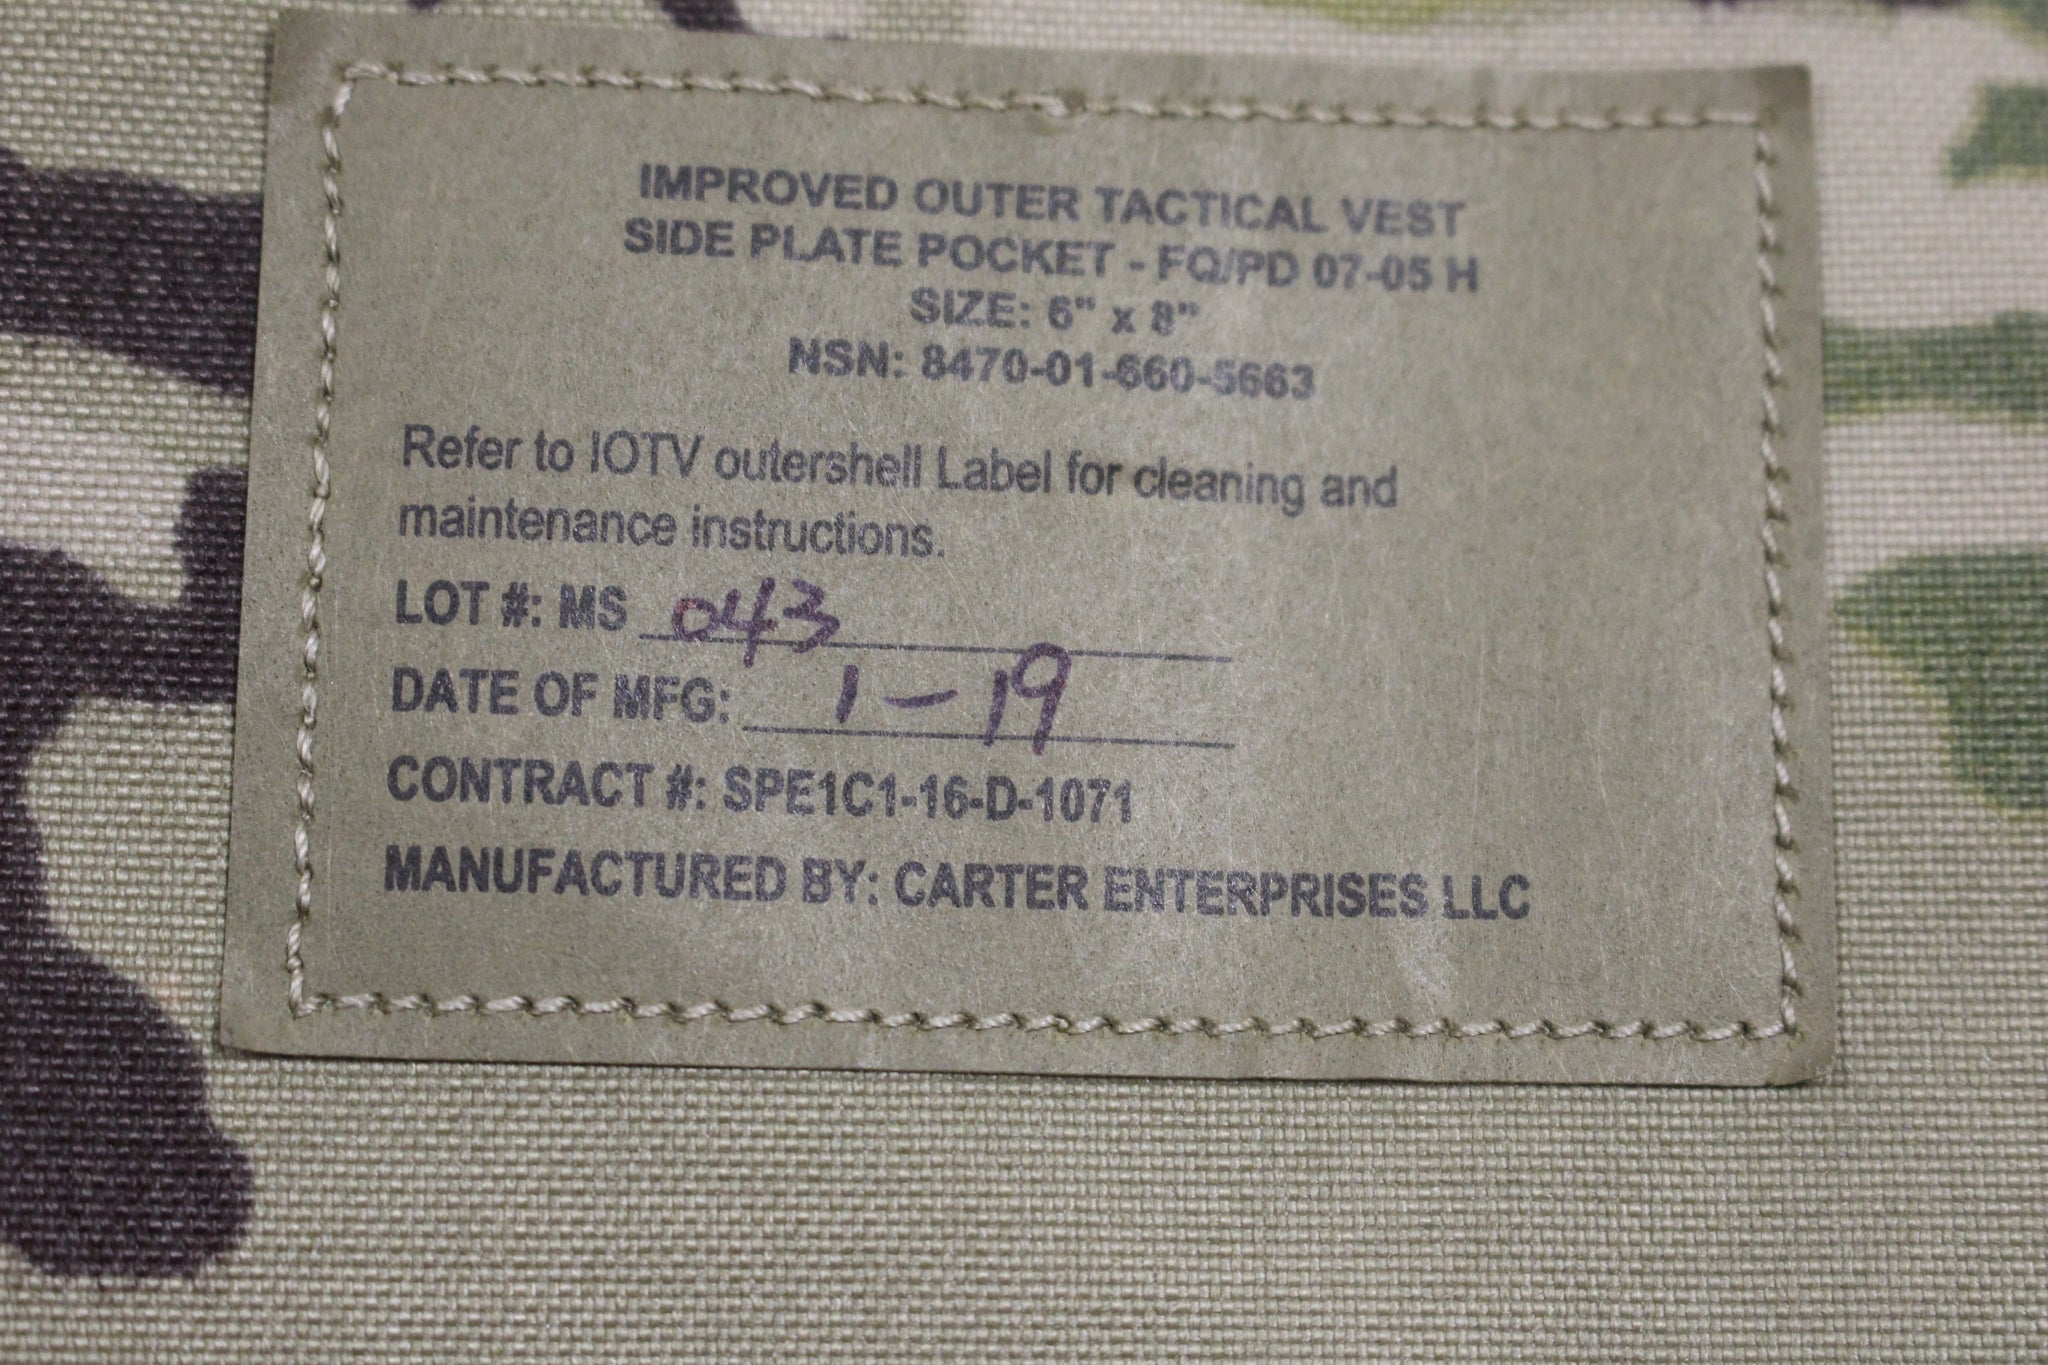 IMPROVED OUTER TACTICAL VEST
SIDE PLATE POCKET - FQ/PD 07-05 H
SIZE: 6" x 8"
NSN: 8470-01-660-5663
Refer to IOTV outershell Label for cleaning and
maintenance instructions.
LOT #: MS 043
DATE OF MFG: 1-19
CONTRACT #: SPE1C1-16-D-1071
MANUFACTURED BY: CARTER ENTERPRISES LLC